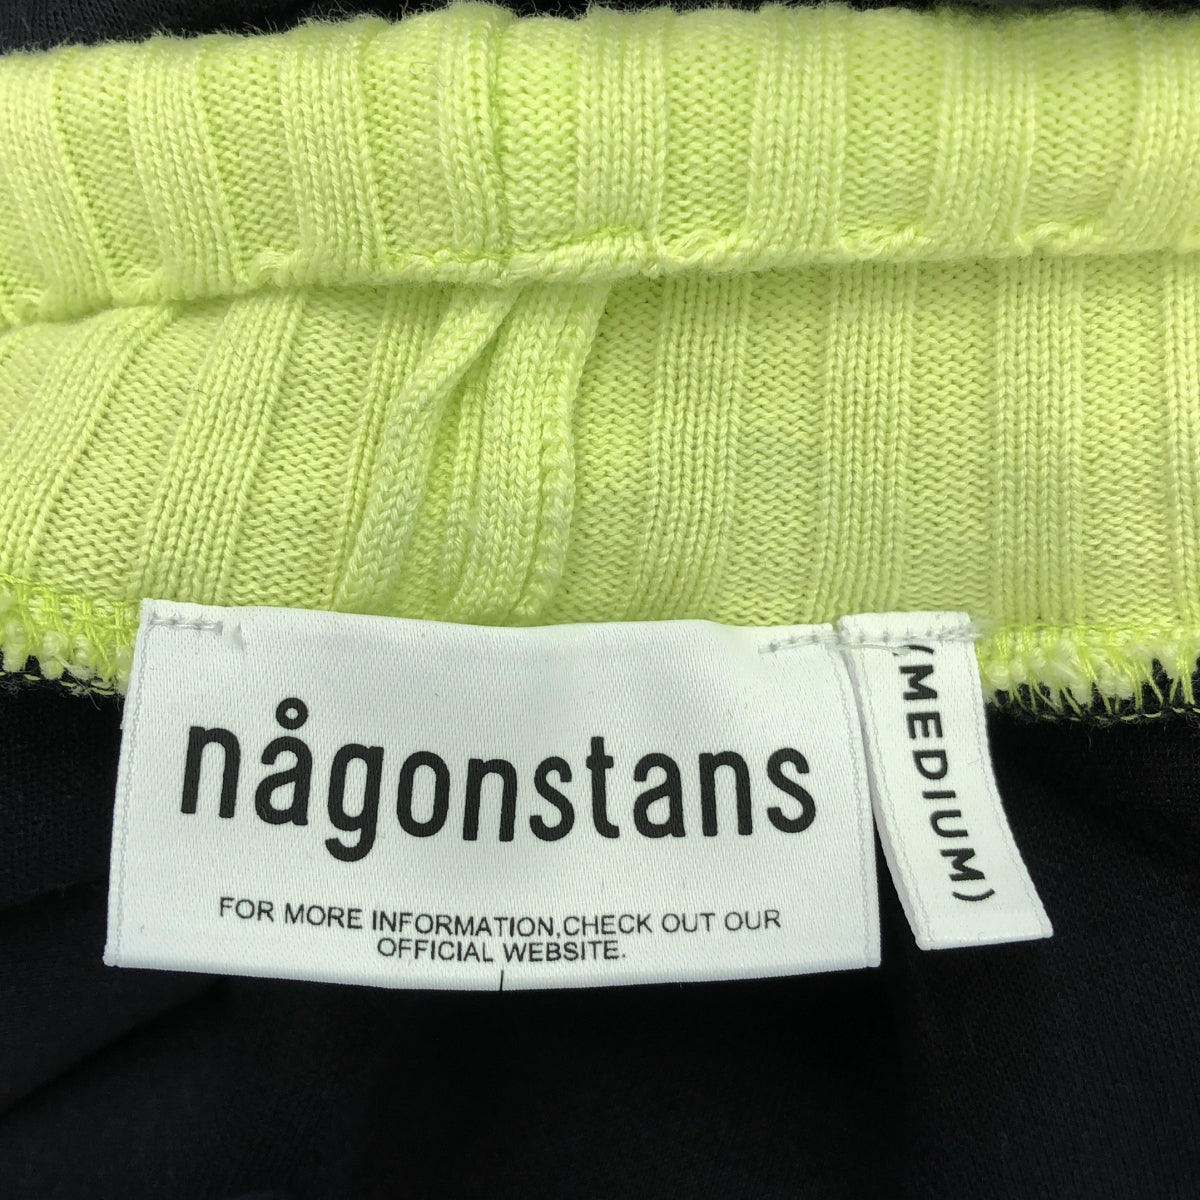 någonstans
FOR MORE INFORMATION,CHECK OUT OUR
OFFICIAL WEBSITE.
(MEDIUM)